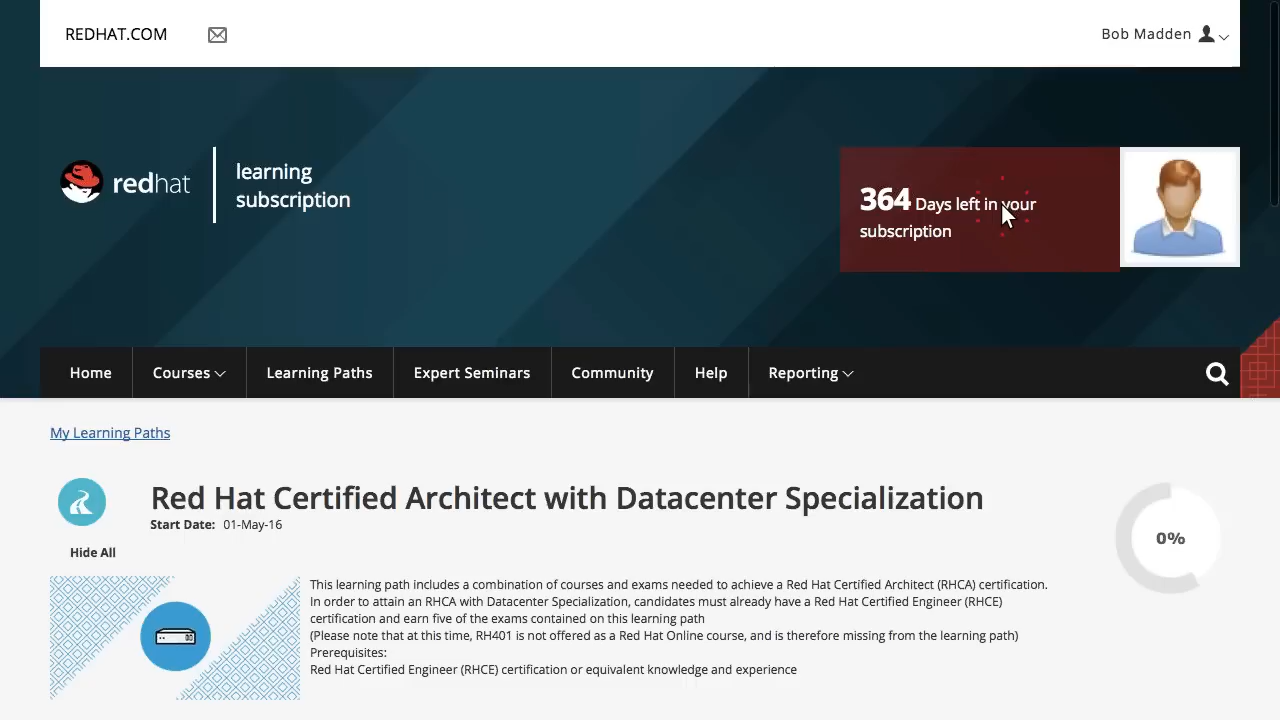 REDHAT.COM
Bob Madden
redhat
learning
subscription
364 Days left in your
subscription
Home
Courses
Learning Paths
Expert Seminars
Community
Help
Reporting
My Learning Paths
Red Hat Certified Architect with Datacenter Specialization
Start Date: 01-May-16
0%
Hide All
This learning path includes a combination of courses and exams needed to achieve a Red Hat Certified Architect (RHCA) certification.
In order to attain an RHCA with Datacenter Specialization, candidates must already have a Red Hat Certified Engineer (RHCE)
certification and earn five of the exams contained on this learning path
(Please note that at this time, RH401 is not offered as a Red Hat Online course, and is therefore missing from the learning path)
Prerequisites:
Red Hat Certified Engineer (RHCE) certification or equivalent knowledge and experience